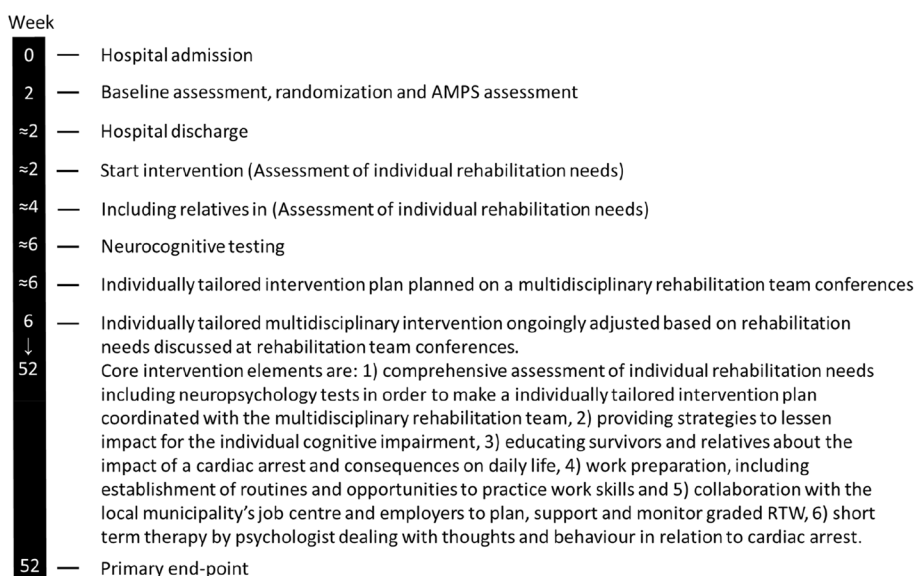 Week
0 — Hospital admission
2 — Baseline assessment, randomization and AMPS assessment
≈2 — Hospital discharge
≈2 — Start intervention (Assessment of individual rehabilitation needs)
≈4 — Including relatives in (Assessment of individual rehabilitation needs)
≈6 — Neurocognitive testing
≈6 — Individually tailored intervention plan planned on a multidisciplinary rehabilitation team conferences
6 — Individually tailored multidisciplinary intervention ongoingly adjusted based on rehabilitation
↓ needs discussed at rehabilitation team conferences.
52 Core intervention elements are: 1) comprehensive assessment of individual rehabilitation needs
including neuropsychology tests in order to make a individually tailored intervention plan
coordinated with the multidisciplinary rehabilitation team, 2) providing strategies to lessen
impact for the individual cognitive impairment, 3) educating survivors and relatives about the
impact of a cardiac arrest and consequences on daily life, 4) work preparation, including
establishment of routines and opportunities to practice work skills and 5) collaboration with the
local municipality's job centre and employers to plan, support and monitor graded RTW, 6) short
term therapy by psychologist dealing with thoughts and behaviour in relation to cardiac arrest.
52 — Primary end-point